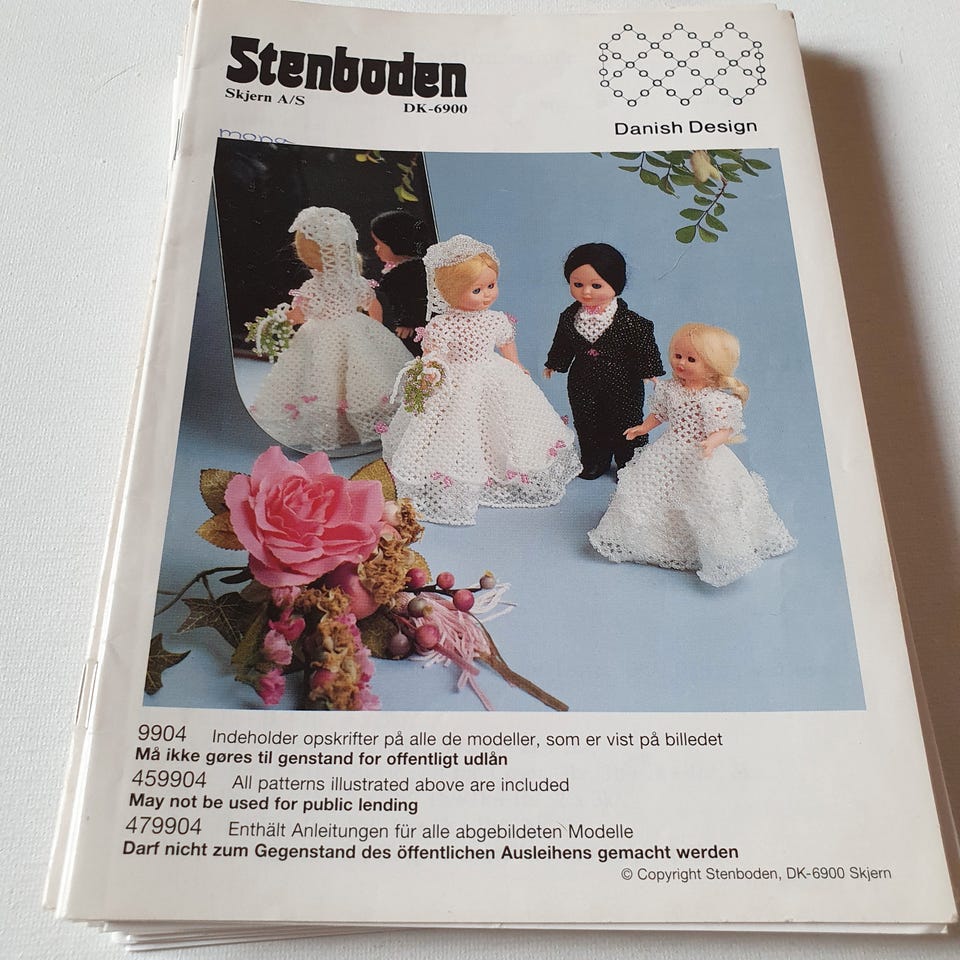 Stenboden
Skjern A/S DK-6900
Danish Design
mona
9904 Indeholder opskrifter på alle de modeller, som er vist på billedet
Må ikke gøres til genstand for offentligt udlån
459904 All patterns illustrated above are included
May not be used for public lending
479904 Enthält Anleitungen für alle abgebildeten Modelle
Darf nicht zum Gegenstand des öffentlichen Ausleihens gemacht werden
© Copyright Stenboden, DK-6900 Skjern